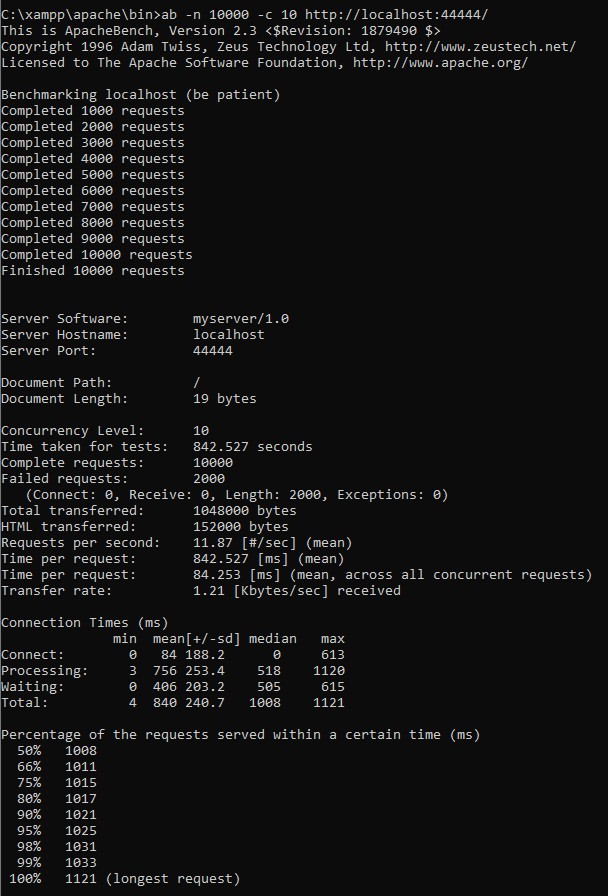 C:\xampp\apache\bin>ab -n 10000 -c 10 http://localhost:44444/
This is ApacheBench, Version 2.3 <$Revision: 1879490 $>
Copyright 1996 Adam Twiss, Zeus Technology Ltd, http://www.zeustech.net/
Licensed to The Apache Software Foundation, http://www.apache.org/

Benchmarking localhost (be patient)
Completed 1000 requests
Completed 2000 requests
Completed 3000 requests
Completed 4000 requests
Completed 5000 requests
Completed 6000 requests
Completed 7000 requests
Completed 8000 requests
Completed 9000 requests
Completed 10000 requests
Finished 10000 requests


Server Software:        myserver/1.0
Server Hostname:        localhost
Server Port:            44444

Document Path:          /
Document Length:        19 bytes

Concurrency Level:      10
Time taken for tests:   842.527 seconds
Complete requests:      10000
Failed requests:        2000
   (Connect: 0, Receive: 0, Length: 2000, Exceptions: 0)
Total transferred:      1048000 bytes
HTML transferred:       152000 bytes
Requests per second:    11.87 [#/sec] (mean)
Time per request:       842.527 [ms] (mean)
Time per request:       84.253 [ms] (mean, across all concurrent requests)
Transfer rate:          1.21 [Kbytes/sec] received

Connection Times (ms)
              min  mean[+/-sd] median   max
Connect:        0   84 188.2      0     613
Processing:     3  756 253.4    518    1120
Waiting:        0  406 203.2    505     615
Total:          4  840 240.7   1008    1121

Percentage of the requests served within a certain time (ms)
  50%   1008
  66%   1011
  75%   1015
  80%   1017
  90%   1021
  95%   1025
  98%   1031
  99%   1033
 100%   1121 (longest request)